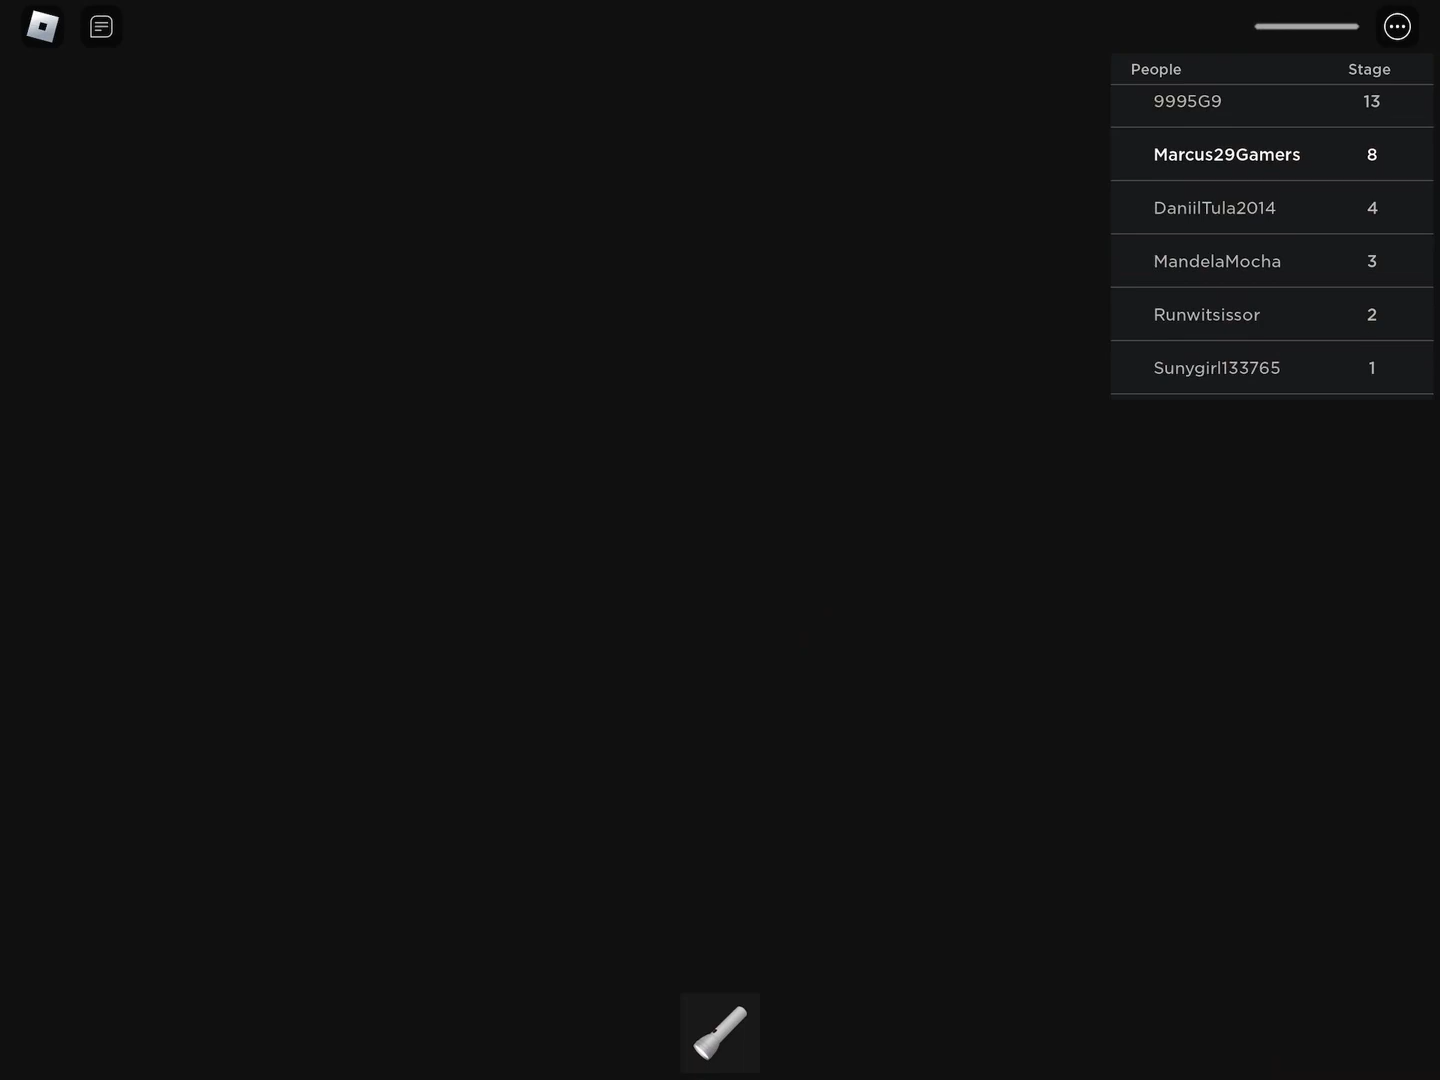 People Stage
9995G9 13
Marcus29Gamers 8
DaniilTula2014 4
MandelaMocha 3
Runwitsissor 2
Sunygirl133765 1